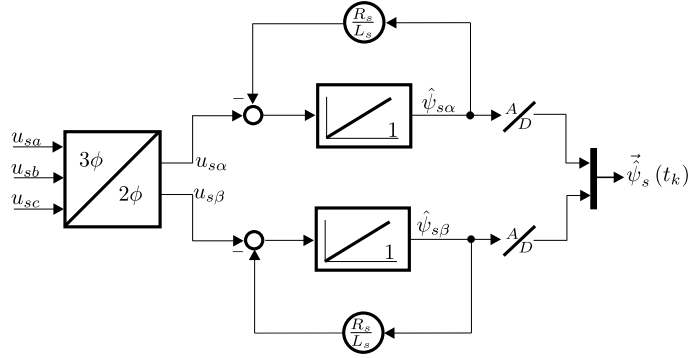 R_s/L_s
−
ψ̂_sα
1
A/D
u_sa
u_sb
u_sc
3ϕ
2ϕ
u_sα
u_sβ
ψ̂_s (t_k)
ψ̂_sβ
−
1
A/D
R_s/L_s